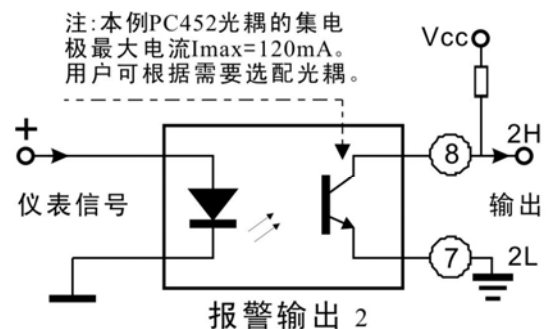 注:本例PC452光耦的集电
极最大电流Imax=120mA。
用户可根据需要选配光耦。
Vcc
+
8
2H
仪表信号
输出
7
2L
报警输出 2